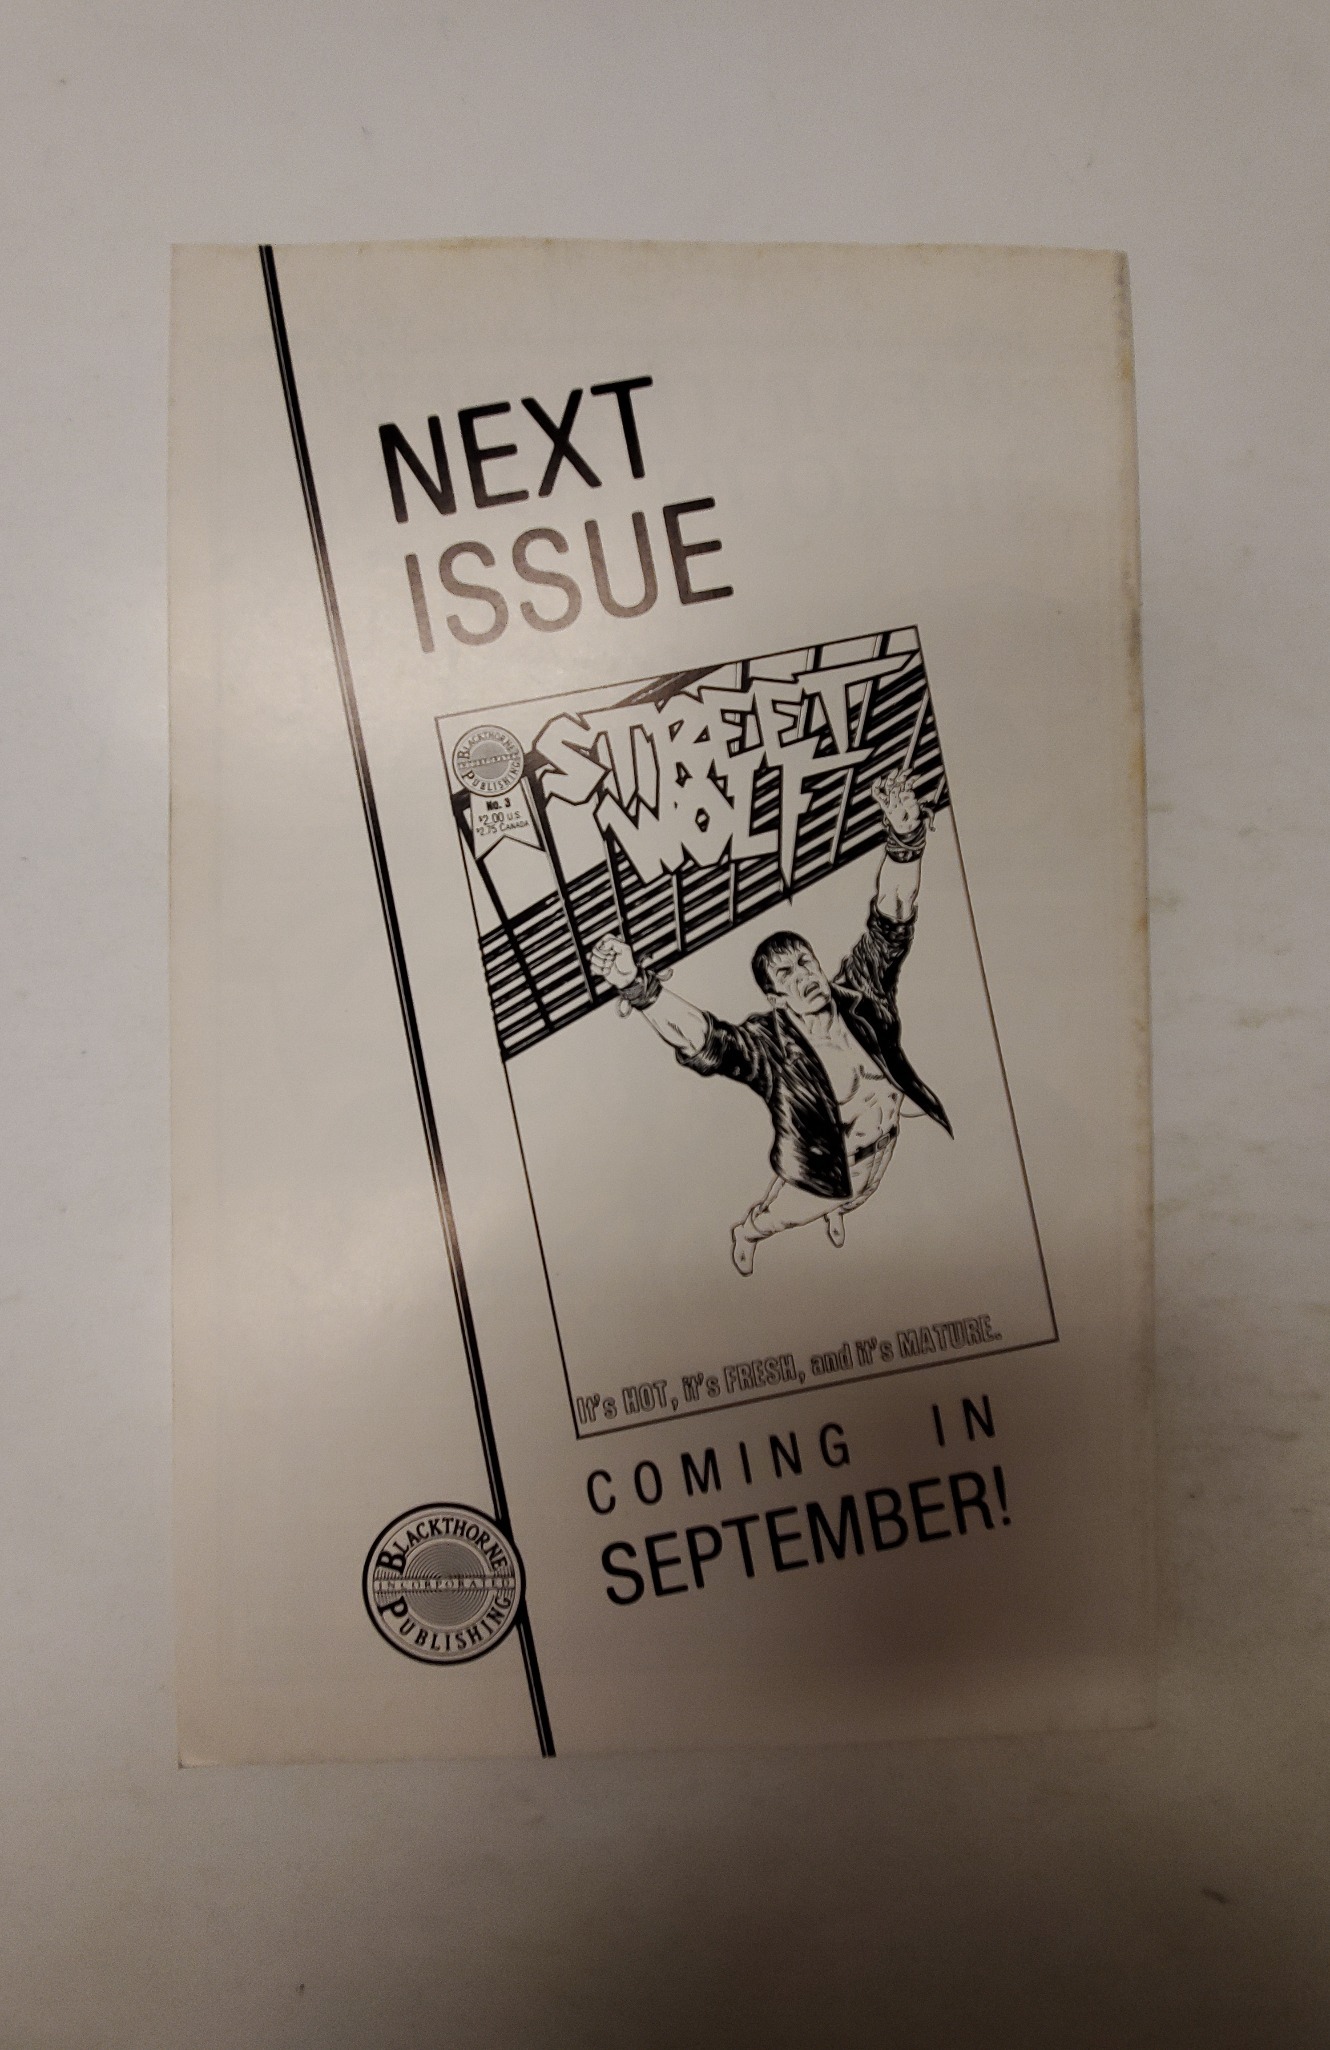 NEXT
ISSUE
BLACKTHORNE
INCORPORATED
PUBLISHING
No. 3
$2.00 U.S.
$2.75 CANADA
STREET
WOLF
It's HOT, it's FRESH, and it's MATURE.
COMING IN
SEPTEMBER!
BLACKTHORNE
INCORPORATED
PUBLISHING